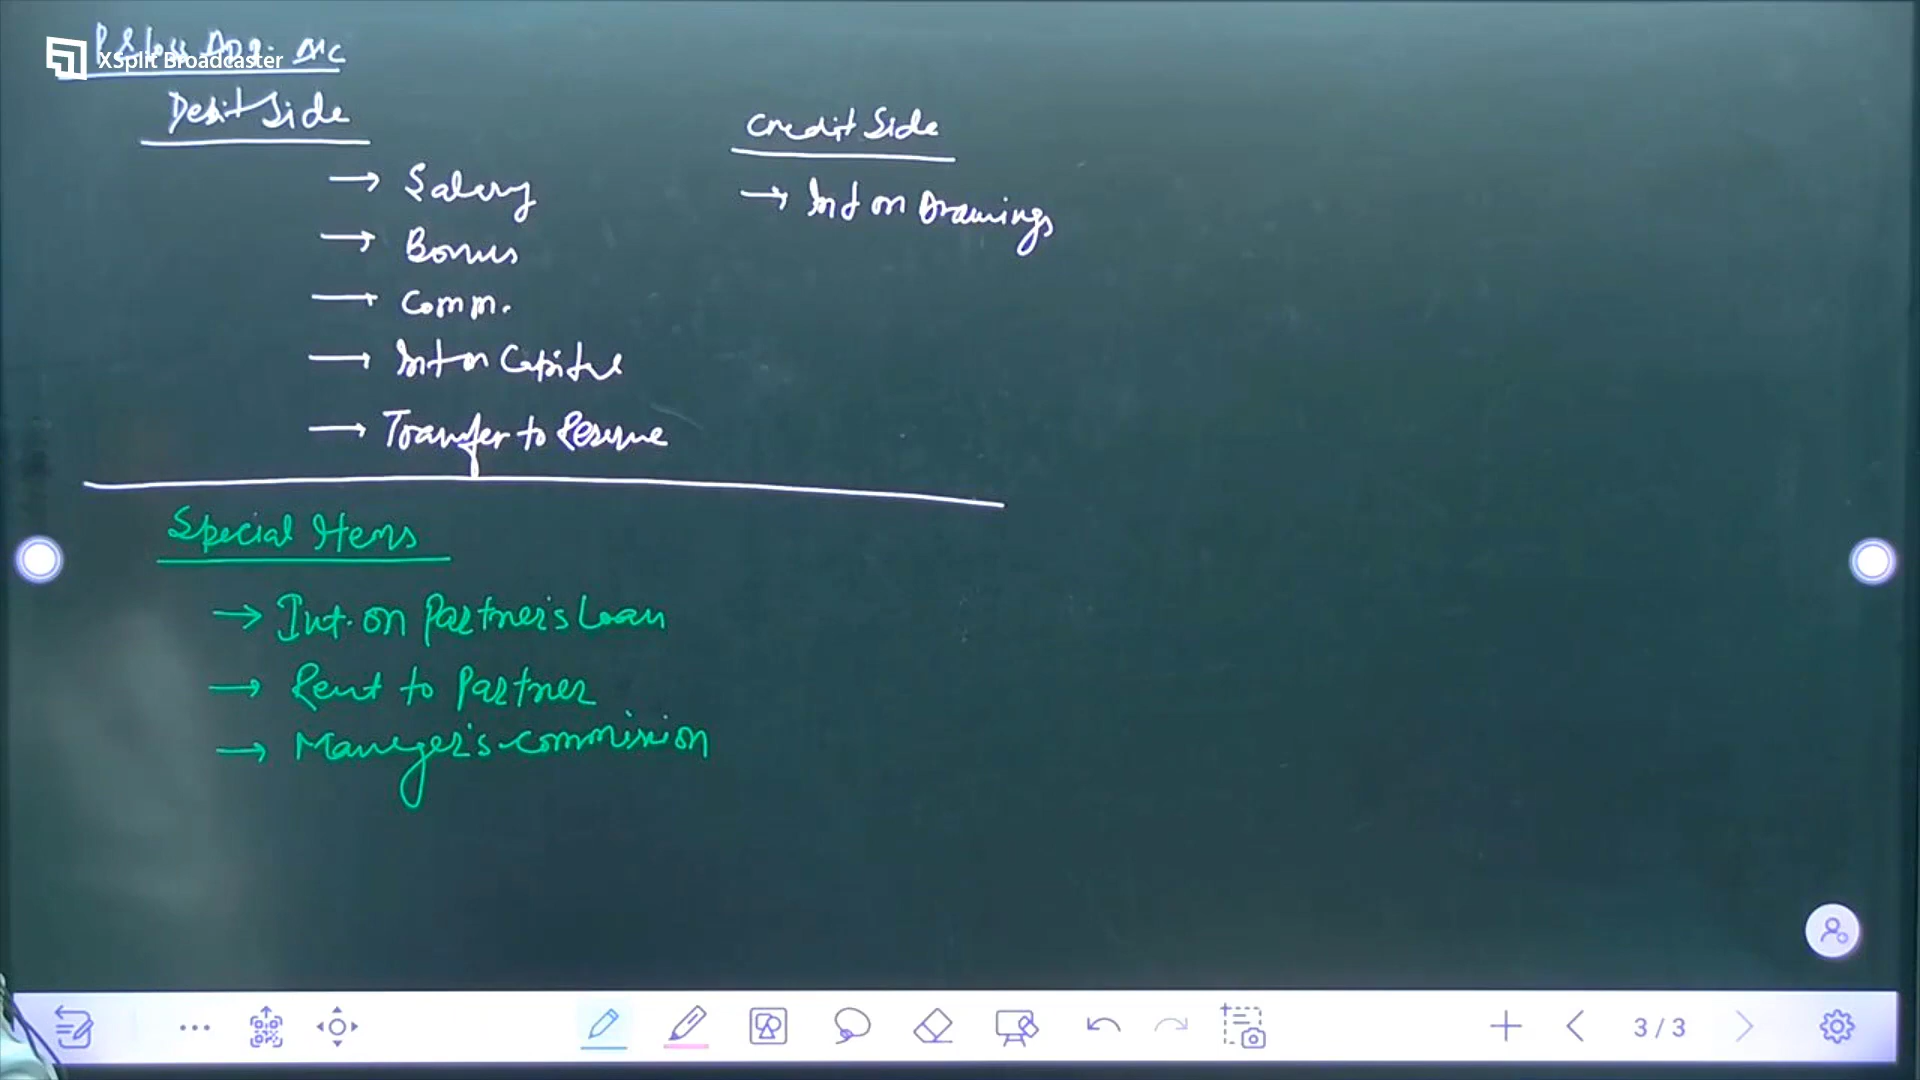 P & Loss App. A/c
XSplit Broadcaster
Debit Side
→ Salary
→ Bonus
→ Comm.
→ Int on Capital
→ Transfer to Reserve
Credit Side
→ Int on Drawings
Special Items
→ Int. on Partner's Loan
→ Rent to Partner
→ Manager's commission
3/3